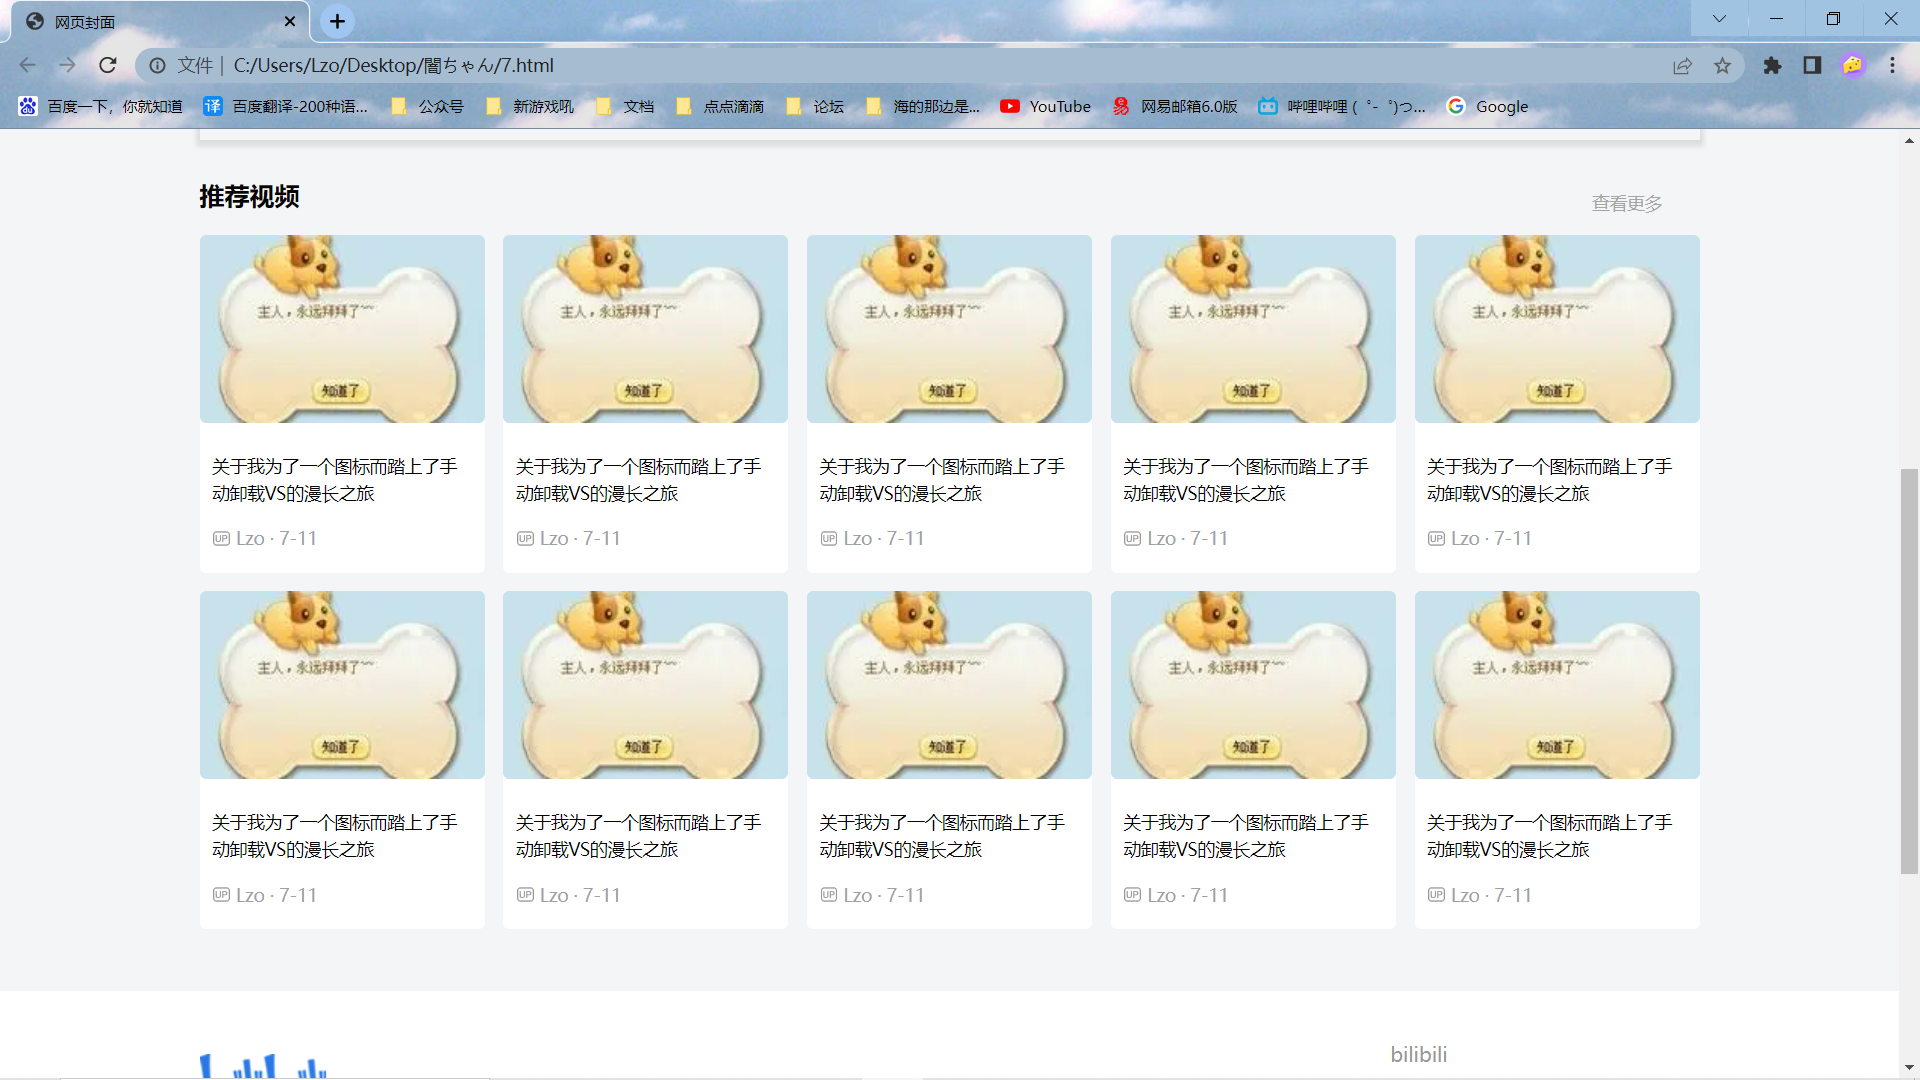 网页封面
文件 | C:/Users/Lzo/Desktop/闇ちゃん/7.html
百度一下，你就知道 百度翻译-200种语... 公众号 新游戏吼 文档 点点滴滴 论坛 海的那边是... YouTube 网易邮箱6.0版 哔哩哔哩 (゜-゜)つ... Google
推荐视频 查看更多
主人，永远拜拜了~~ 主人，永远拜拜了~~ 主人，永远拜拜了~~ 主人，永远拜拜了~~ 主人，永远拜拜了~~
知道了 知道了 知道了 知道了 知道了
关于我为了一个图标而踏上了手 关于我为了一个图标而踏上了手 关于我为了一个图标而踏上了手 关于我为了一个图标而踏上了手 关于我为了一个图标而踏上了手
动卸载VS的漫长之旅 动卸载VS的漫长之旅 动卸载VS的漫长之旅 动卸载VS的漫长之旅 动卸载VS的漫长之旅
UP Lzo · 7-11 UP Lzo · 7-11 UP Lzo · 7-11 UP Lzo · 7-11 UP Lzo · 7-11
主人，永远拜拜了~~ 主人，永远拜拜了~~ 主人，永远拜拜了~~ 主人，永远拜拜了~~ 主人，永远拜拜了~~
知道了 知道了 知道了 知道了 知道了
关于我为了一个图标而踏上了手 关于我为了一个图标而踏上了手 关于我为了一个图标而踏上了手 关于我为了一个图标而踏上了手 关于我为了一个图标而踏上了手
动卸载VS的漫长之旅 动卸载VS的漫长之旅 动卸载VS的漫长之旅 动卸载VS的漫长之旅 动卸载VS的漫长之旅
UP Lzo · 7-11 UP Lzo · 7-11 UP Lzo · 7-11 UP Lzo · 7-11 UP Lzo · 7-11
bilibili